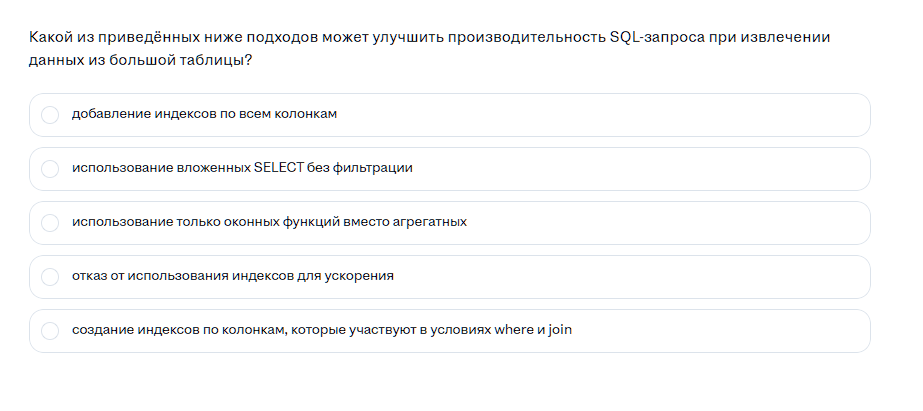 Какой из приведённых ниже подходов может улучшить производительность SQL-запроса при извлечении
данных из большой таблицы?
добавление индексов по всем колонкам
использование вложенных SELECT без фильтрации
использование только оконных функций вместо агрегатных
отказ от использования индексов для ускорения
создание индексов по колонкам, которые участвуют в условиях where и join